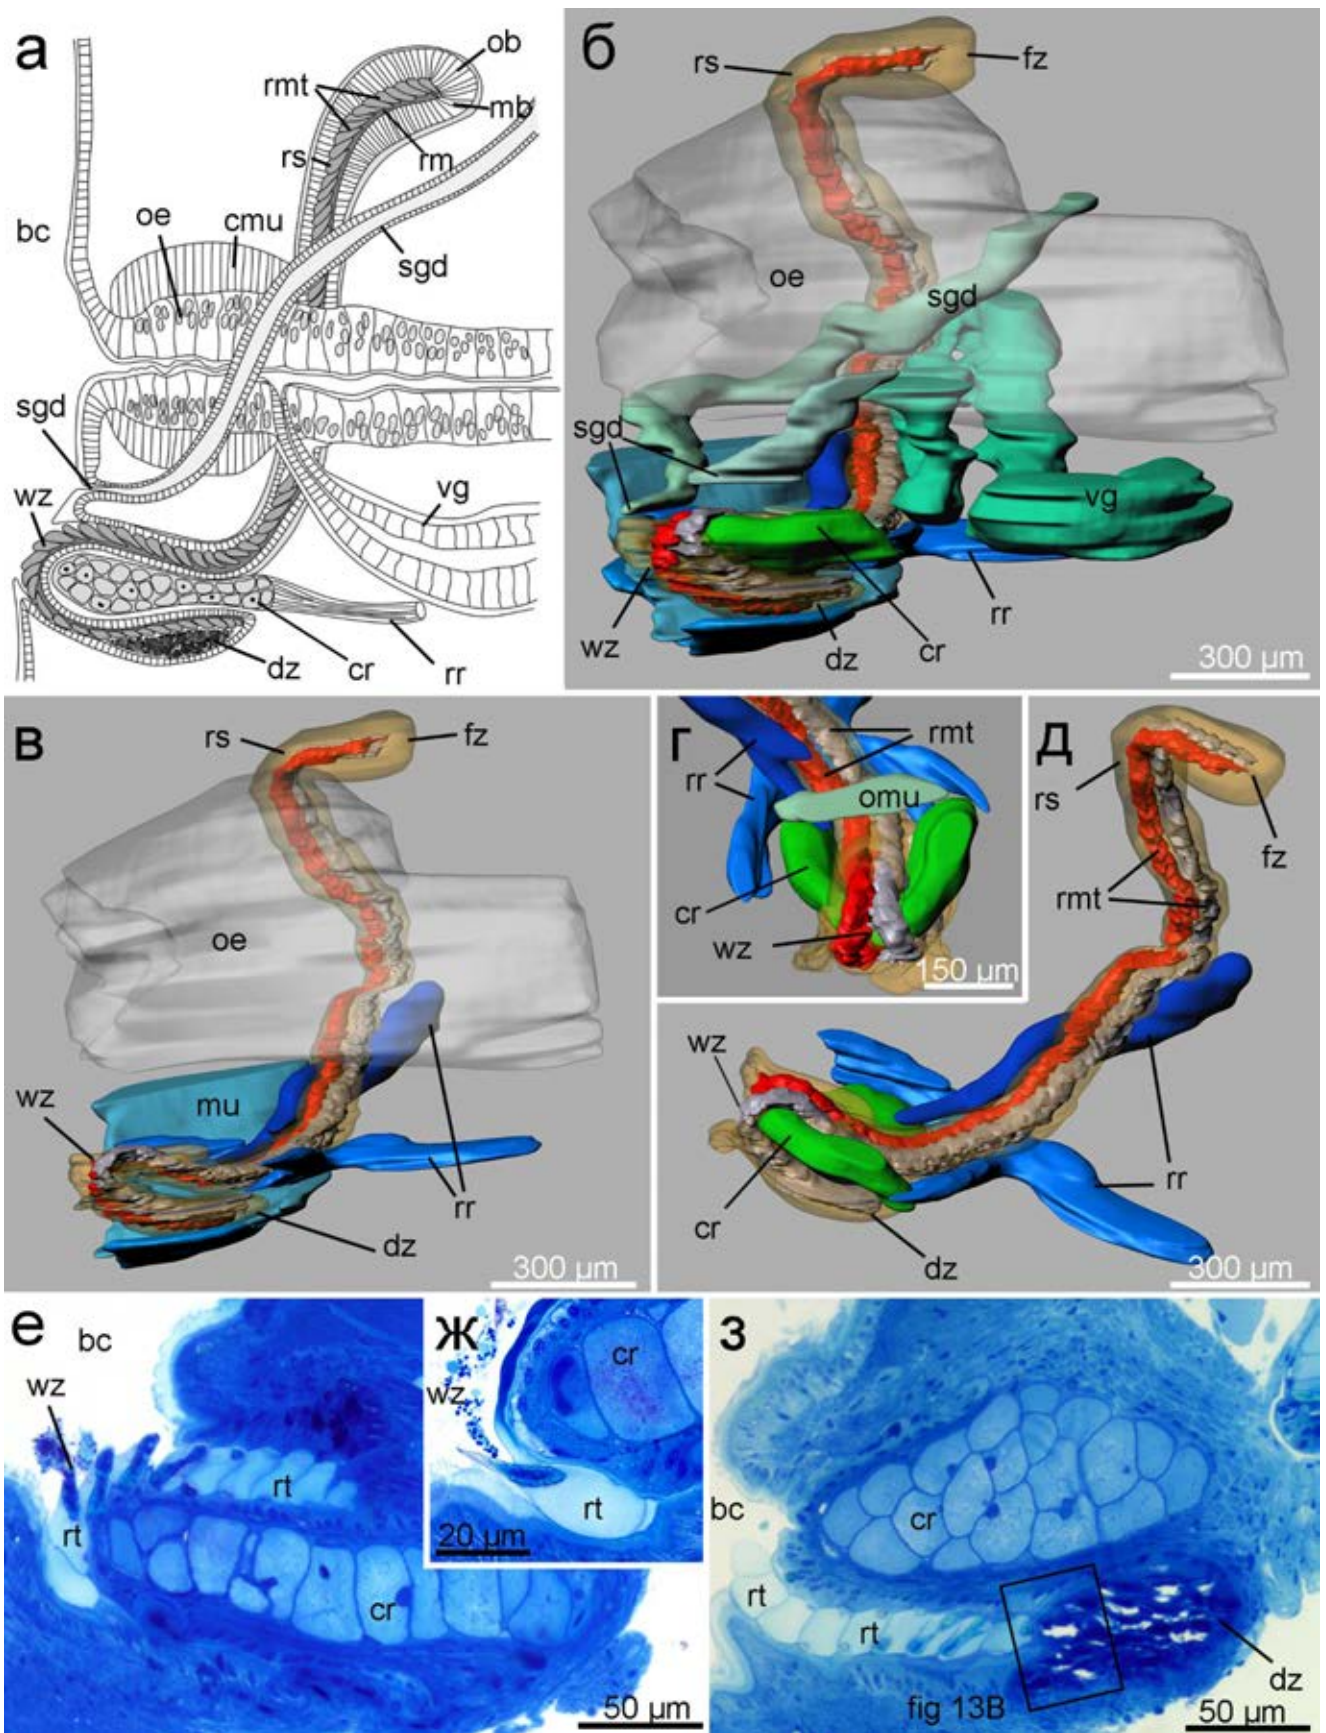 а
ob
rmt
mb
rs
rm
bc
oe
cmu
sgd
sgd
wz
vg
dz
cr
rr
б
rs
fz
oe
sgd
sgd
vg
wz
rr
dz
cr
300 µm
в
rs
fz
oe
wz
mu
rr
dz
300 µm
г
rmt
rr
omu
cr
wz
150 µm
д
rs
fz
rmt
wz
rr
cr
dz
300 µm
е
bc
wz
rt
rt
cr
50 µm
ж
cr
wz
rt
20 µm
з
bc
cr
rt
rt
dz
fig 13B
50 µm